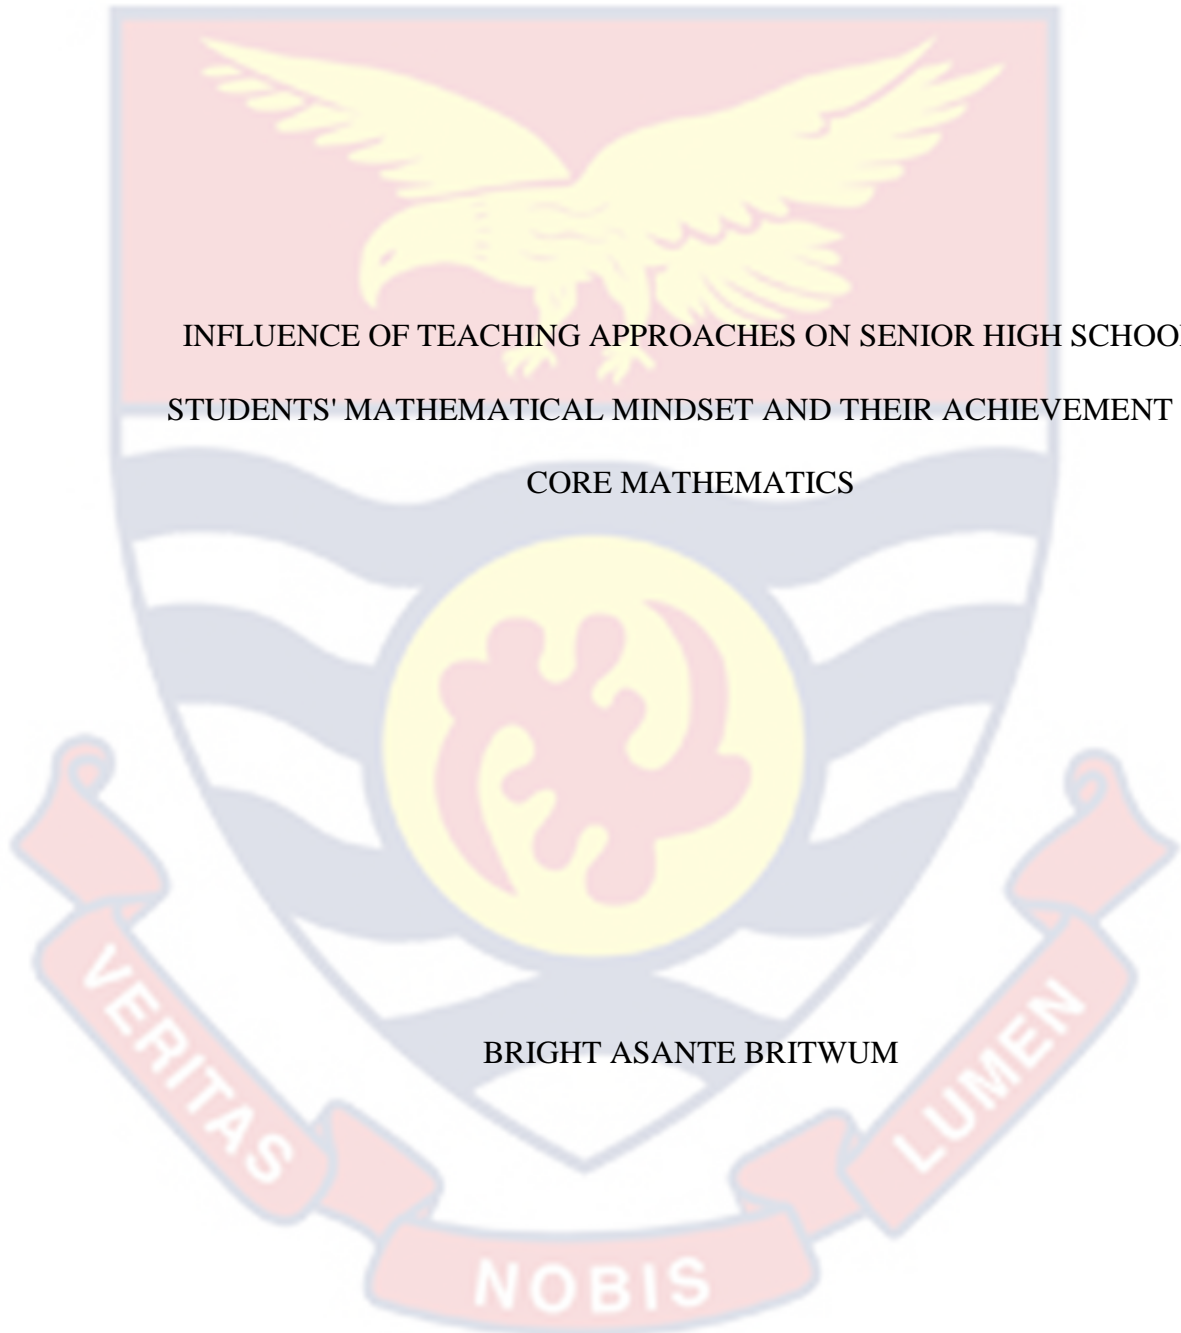 INFLUENCE OF TEACHING APPROACHES ON SENIOR HIGH SCHOOL
STUDENTS' MATHEMATICAL MINDSET AND THEIR ACHIEVEMENT
CORE MATHEMATICS
BRIGHT ASANTE BRITWUM
VERITAS
NOBIS
LUMEN